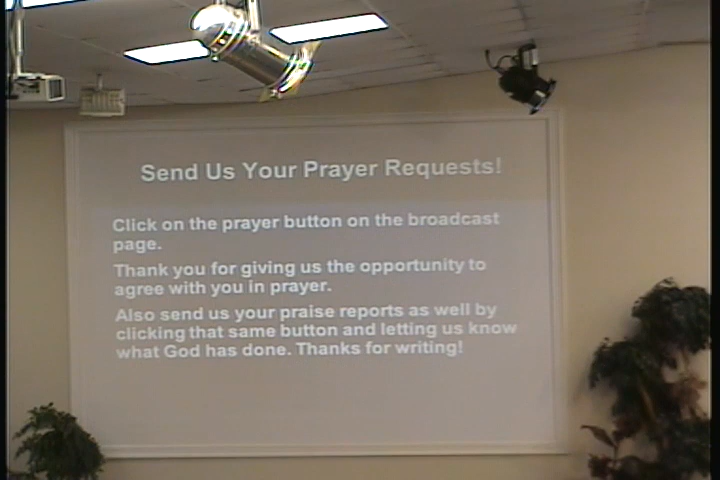 Send Us Your Prayer Requests!
Click on the prayer button on the broadcast
page.
Thank you for giving us the opportunity to
agree with you in prayer.
Also send us your praise reports as well by
clicking that same button and letting us know
what God has done. Thanks for writing!